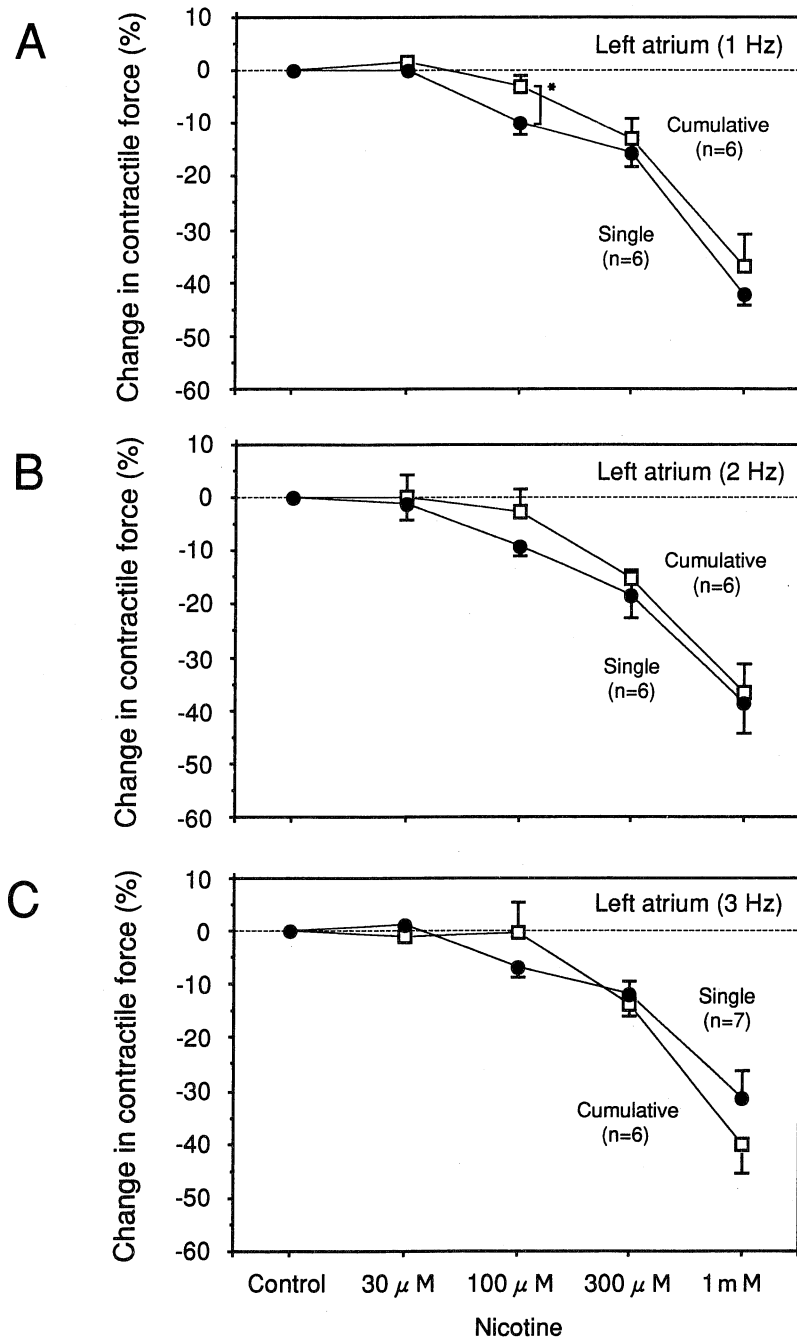 A
Change in contractile force (%)
10
0
-10
-20
-30
-40
-50
-60
Left atrium (1 Hz)
*
Cumulative
(n=6)
Single
(n=6)
B
Change in contractile force (%)
10
0
-10
-20
-30
-40
-50
-60
Left atrium (2 Hz)
Cumulative
(n=6)
Single
(n=6)
C
Change in contractile force (%)
10
0
-10
-20
-30
-40
-50
-60
Left atrium (3 Hz)
Single
(n=7)
Cumulative
(n=6)
Control 30 μ M 100 μ M 300 μ M 1 m M
Nicotine